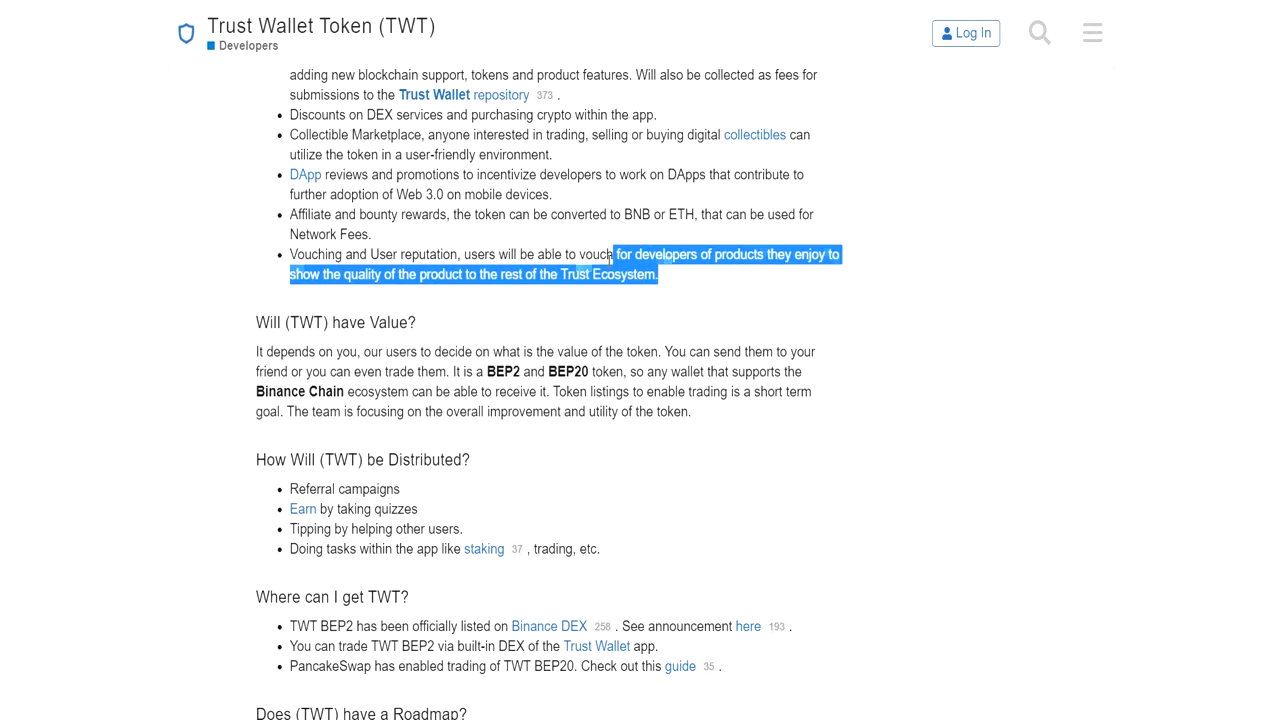 Trust Wallet Token (TWT)
Developers
Log In
adding new blockchain support, tokens and product features. Will also be collected as fees for
submissions to the Trust Wallet repository 373 .
• Discounts on DEX services and purchasing crypto within the app.
• Collectible Marketplace, anyone interested in trading, selling or buying digital collectibles can
utilize the token in a user-friendly environment.
• DApp reviews and promotions to incentivize developers to work on DApps that contribute to
further adoption of Web 3.0 on mobile devices.
• Affiliate and bounty rewards, the token can be converted to BNB or ETH, that can be used for
Network Fees.
• Vouching and User reputation, users will be able to vouch for developers of products they enjoy to
show the quality of the product to the rest of the Trust Ecosystem.
Will (TWT) have Value?
It depends on you, our users to decide on what is the value of the token. You can send them to your
friend or you can even trade them. It is a BEP2 and BEP20 token, so any wallet that supports the
Binance Chain ecosystem can be able to receive it. Token listings to enable trading is a short term
goal. The team is focusing on the overall improvement and utility of the token.
How Will (TWT) be Distributed?
• Referral campaigns
• Earn by taking quizzes
• Tipping by helping other users.
• Doing tasks within the app like staking 37 , trading, etc.
Where can I get TWT?
• TWT BEP2 has been officially listed on Binance DEX 258 . See announcement here 193 .
• You can trade TWT BEP2 via built-in DEX of the Trust Wallet app.
• PancakeSwap has enabled trading of TWT BEP20. Check out this guide 35 .
Does (TWT) have a Roadmap?